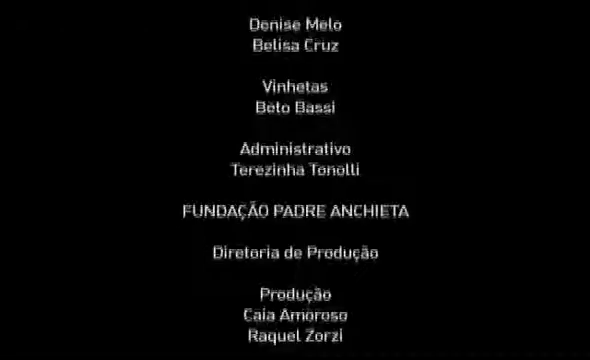 Denise Melo
Belisa Cruz
Vinhetas
Beto Bassi
Administrativo
Terezinha Tonolli
FUNDAÇÃO PADRE ANCHIETA
Diretoria de Produção
Produção
Caia Amoroso
Raquel Zorzi